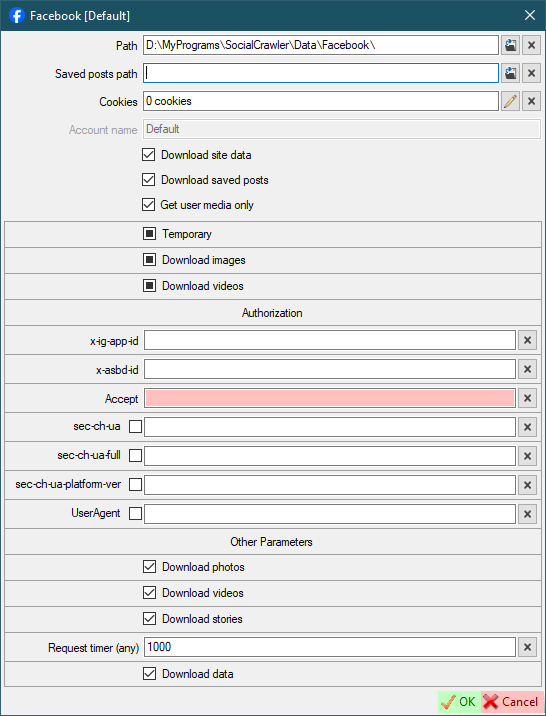 Facebook [Default]
Path D:\MyPrograms\SocialCrawler\Data\Facebook\
Saved posts path
Cookies 0 cookies
Account name Default
Download site data
Download saved posts
Get user media only
Temporary
Download images
Download videos
Authorization
x-ig-app-id
x-asbd-id
Accept
sec-ch-ua
sec-ch-ua-full
sec-ch-ua-platform-ver
UserAgent
Other Parameters
Download photos
Download videos
Download stories
Request timer (any) 1000
Download data
OK Cancel